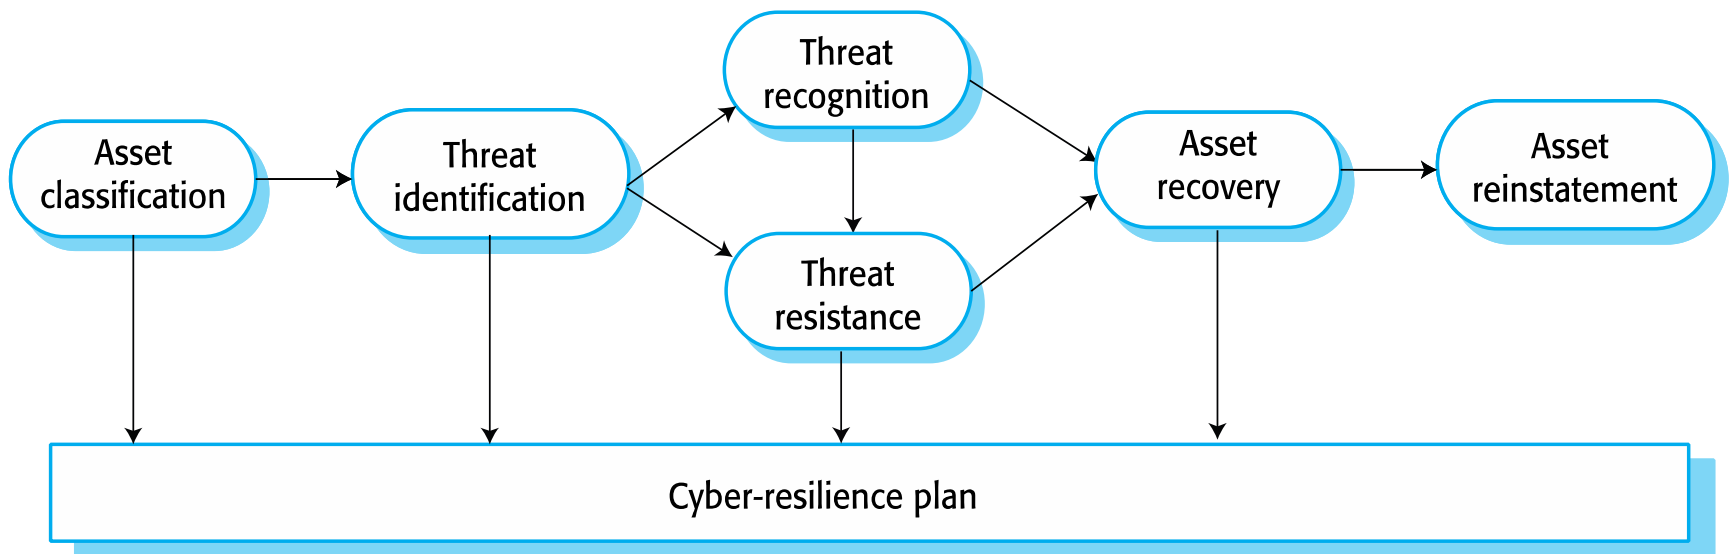 Asset
classification
Threat
identification
Threat
recognition
Threat
resistance
Asset
recovery
Asset
reinstatement
Cyber-resilience plan